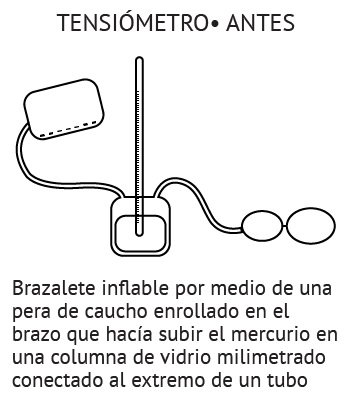 TENSIÓMETRO• ANTES
Brazalete inflable por medio de una
pera de caucho enrollado en el
brazo que hacía subir el mercurio en
una columna de vidrio milimetrado
conectado al extremo de un tubo